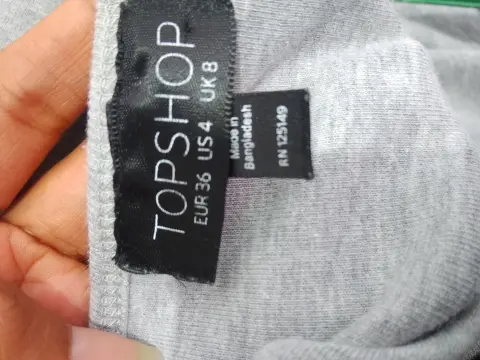 TOPSHOP
EUR 36 US 4 UK 8
Made in
Bangladesh
RN 125149